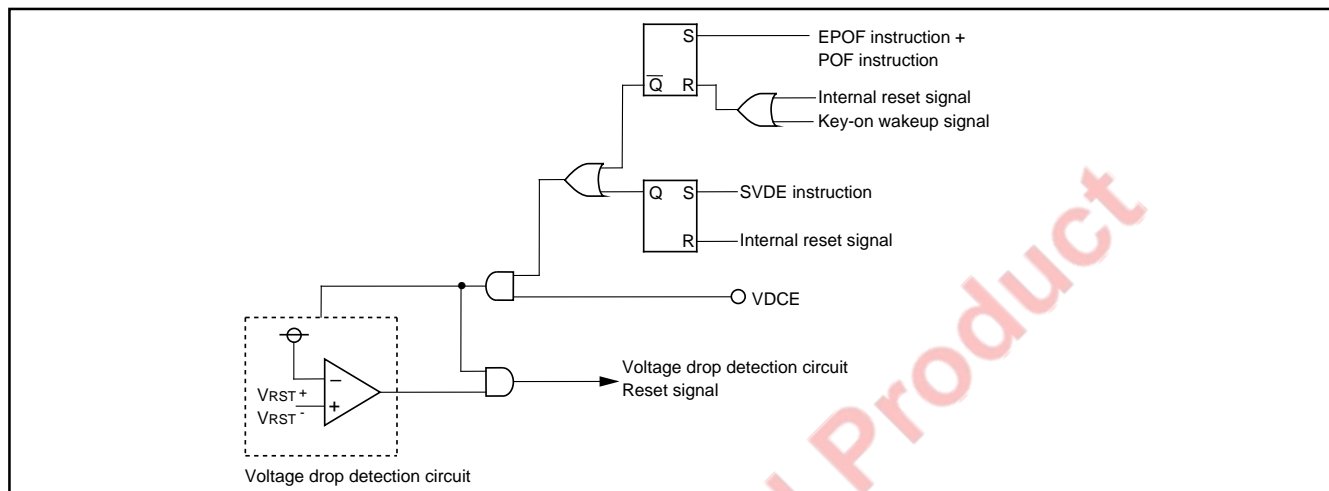 S
EPOF instruction +
POF instruction
Q
R
Internal reset signal
Key-on wakeup signal
Q
S
SVDE instruction
R
Internal reset signal
VDCE
Voltage drop detection circuit
Reset signal
−
VRST+
VRST-
+
Voltage drop detection circuit
Product